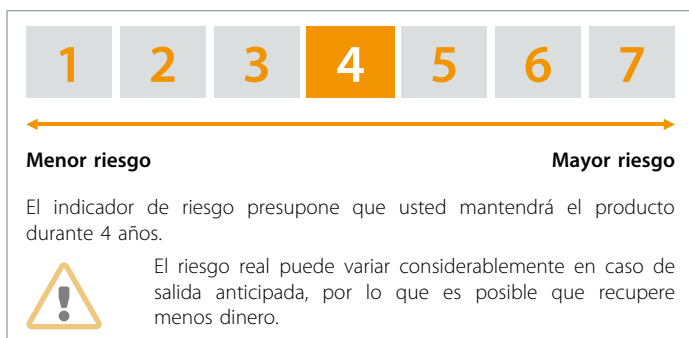 1 2 3 4 5 6 7
Menor riesgo Mayor riesgo
El indicador de riesgo presupone que usted mantendrá el producto
durante 4 años.
El riesgo real puede variar considerablemente en caso de
salida anticipada, por lo que es posible que recupere
menos dinero.